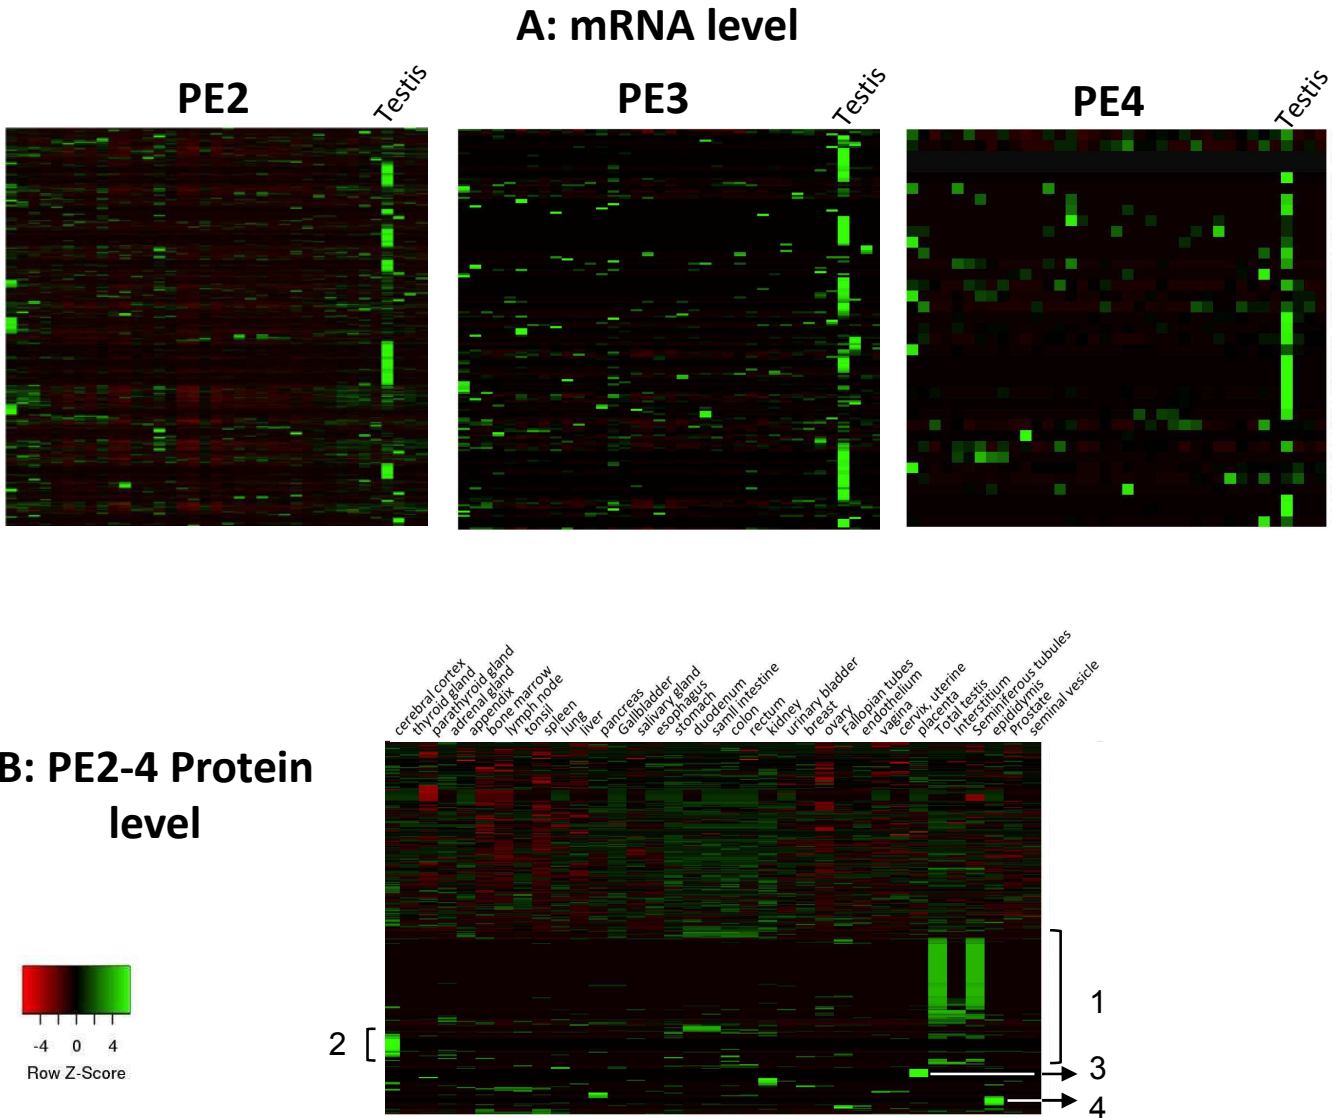 A: mRNA level
PE2
Testis
PE3
Testis
PE4
Testis
cerebral cortex
thyroid gland
parathyroid gland
adrenal gland
appendix
bone marrow
lymph node
tonsil
spleen
lung
liver
pancreas
Gallbladder
salivary gland
esophagus
stomach
duodenum
samll intestine
colon
rectum
kidney
urinary bladder
breast
ovary
Fallopian tubes
endothelium
vagina
cervix, uterine
placenta
Total testis
Interstitium
Seminiferous tubules
epididymis
Prostate
seminal vesicle
B: PE2-4 Protein
level
1
2
3
4
-4 0 4
Row Z-Score